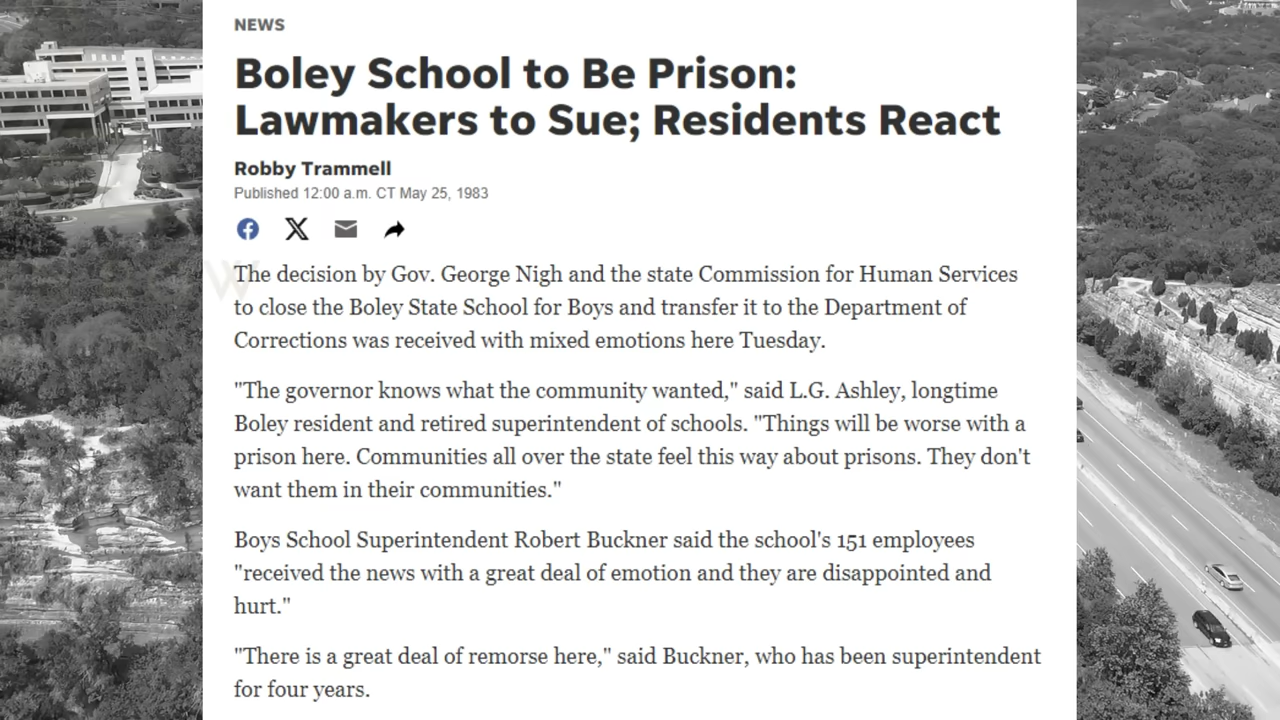 NEWS
Boley School to Be Prison:
Lawmakers to Sue; Residents React
Robby Trammell
Published 12:00 a.m. CT May 25, 1983
The decision by Gov. George Nigh and the state Commission for Human Services
to close the Boley State School for Boys and transfer it to the Department of
Corrections was received with mixed emotions here Tuesday.
"The governor knows what the community wanted," said L.G. Ashley, longtime
Boley resident and retired superintendent of schools. "Things will be worse with a
prison here. Communities all over the state feel this way about prisons. They don't
want them in their communities."
Boys School Superintendent Robert Buckner said the school's 151 employees
"received the news with a great deal of emotion and they are disappointed and
hurt."
"There is a great deal of remorse here," said Buckner, who has been superintendent
for four years.